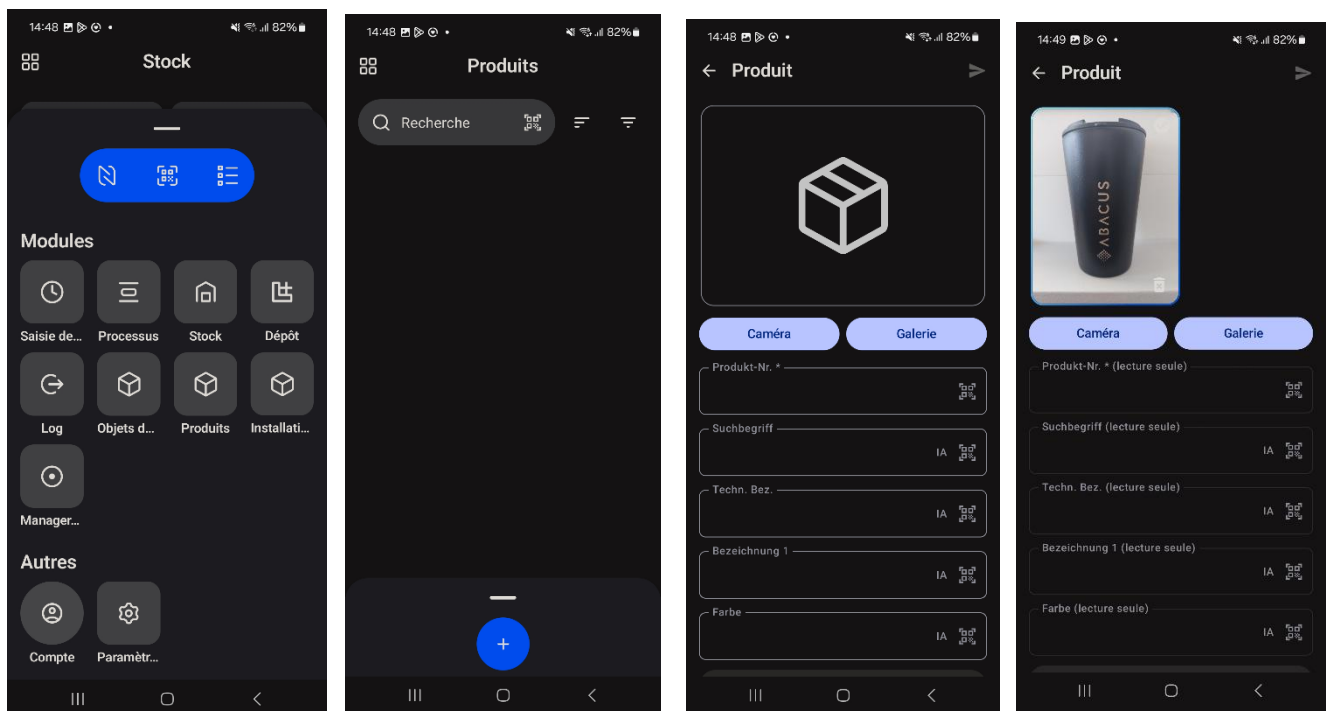 14:48 82%
Stock
Modules
Saisie de... Processus Stock Dépôt
Log Objets d... Produits Installati...
Manager...
Autres
Compte Paramètr...
14:48 82%
Produits
Recherche
14:48 82%
Produit
Caméra Galerie
Produkt-Nr. *
Suchbegriff
IA
Techn. Bez.
IA
Bezeichnung 1
IA
Farbe
IA
14:49 82%
Produit
ABACUS
Caméra Galerie
Produkt-Nr. * (lecture seule)
Suchbegriff (lecture seule)
IA
Techn. Bez. (lecture seule)
IA
Bezeichnung 1 (lecture seule)
IA
Farbe (lecture seule)
IA